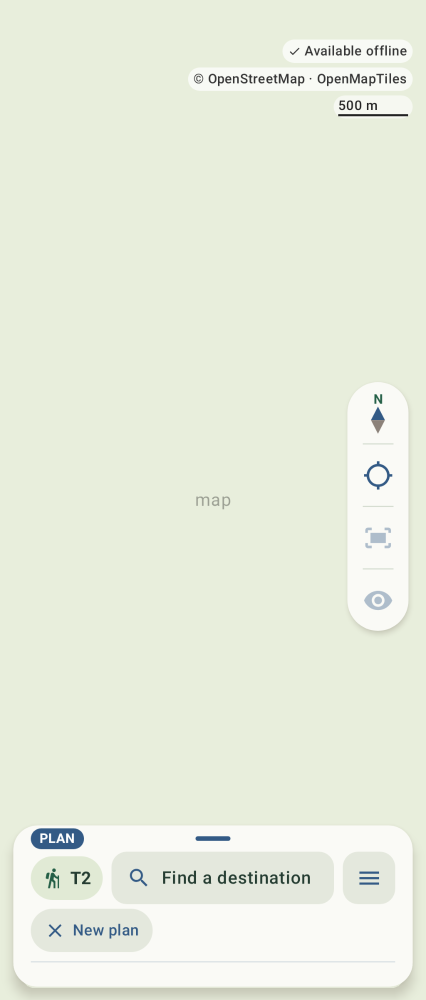 ✓ Available offline
© OpenStreetMap · OpenMapTiles
500 m
N
map
PLAN
T2
Find a destination
New plan